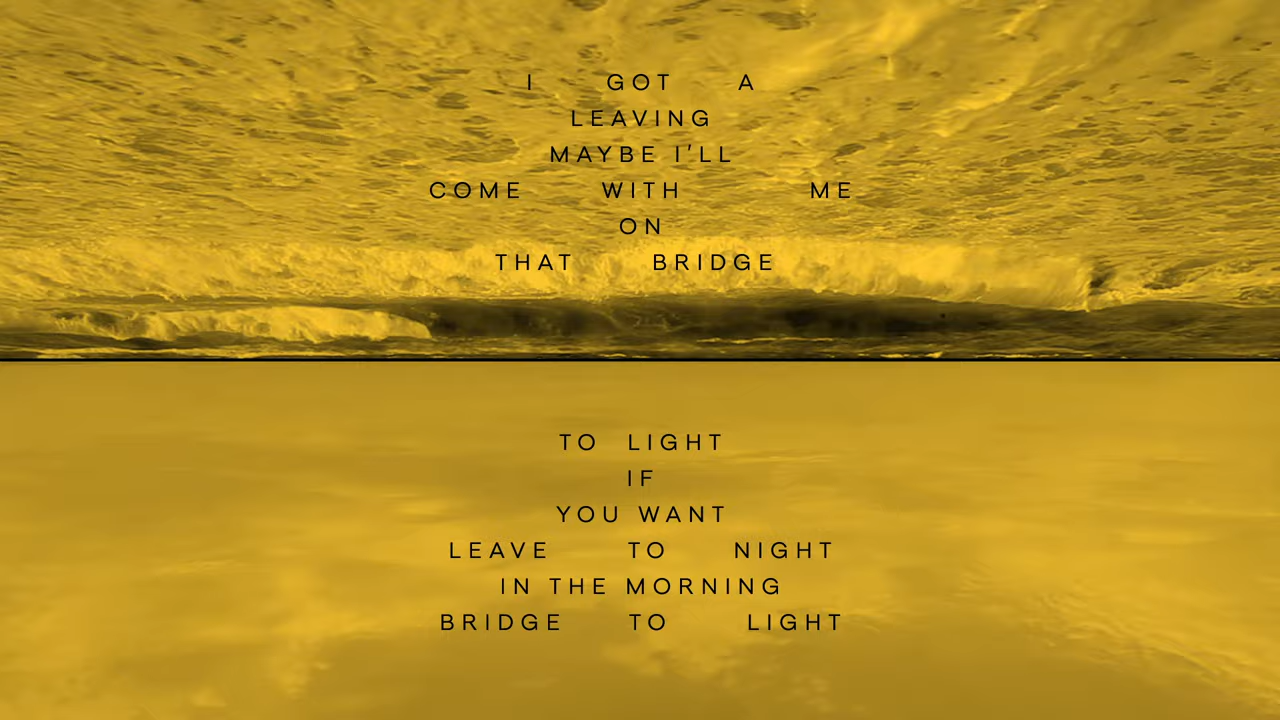 I GOT A
LEAVING
MAYBE I'LL
COME WITH ME
ON
THAT BRIDGE
TO LIGHT
IF
YOU WANT
LEAVE TO NIGHT
IN THE MORNING
BRIDGE TO LIGHT